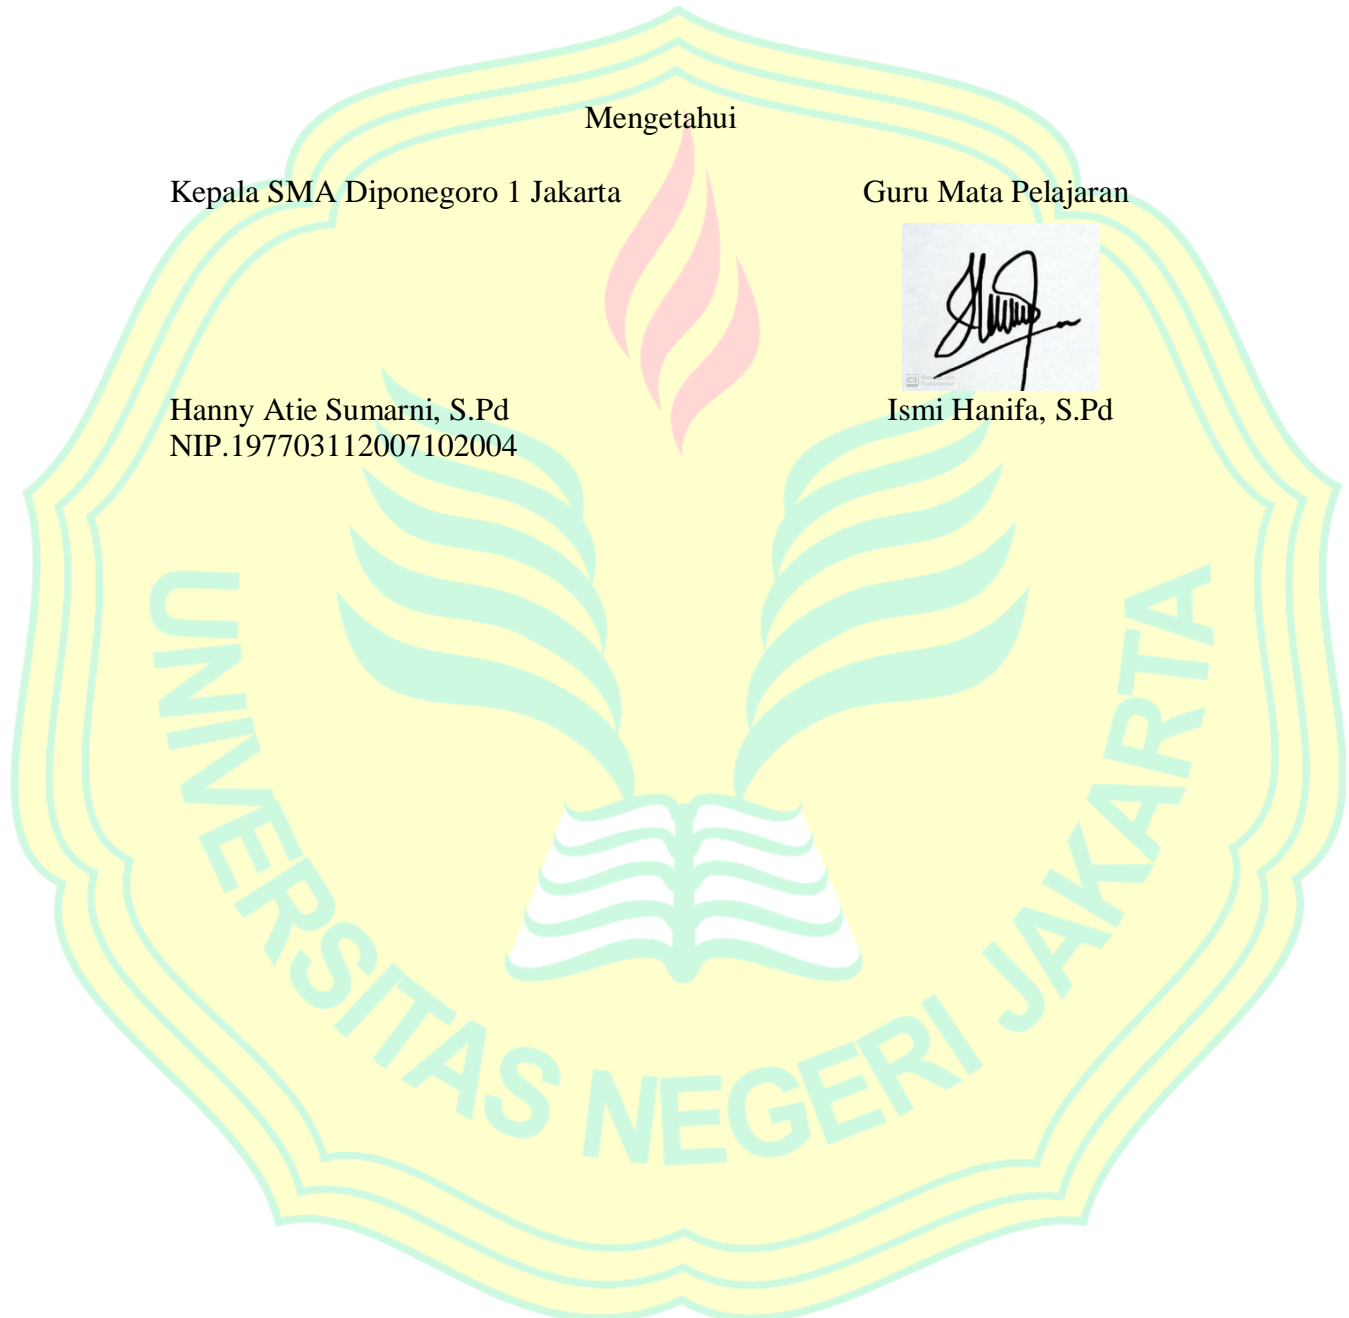 Mengetahui
Kepala SMA Diponegoro 1 Jakarta
Guru Mata Pelajaran
CS
Hanny Atie Sumarni, S.Pd
NIP.197703112007102004
Ismi Hanifa, S.Pd
UNIVERSITAS NEGERI JAKARTA